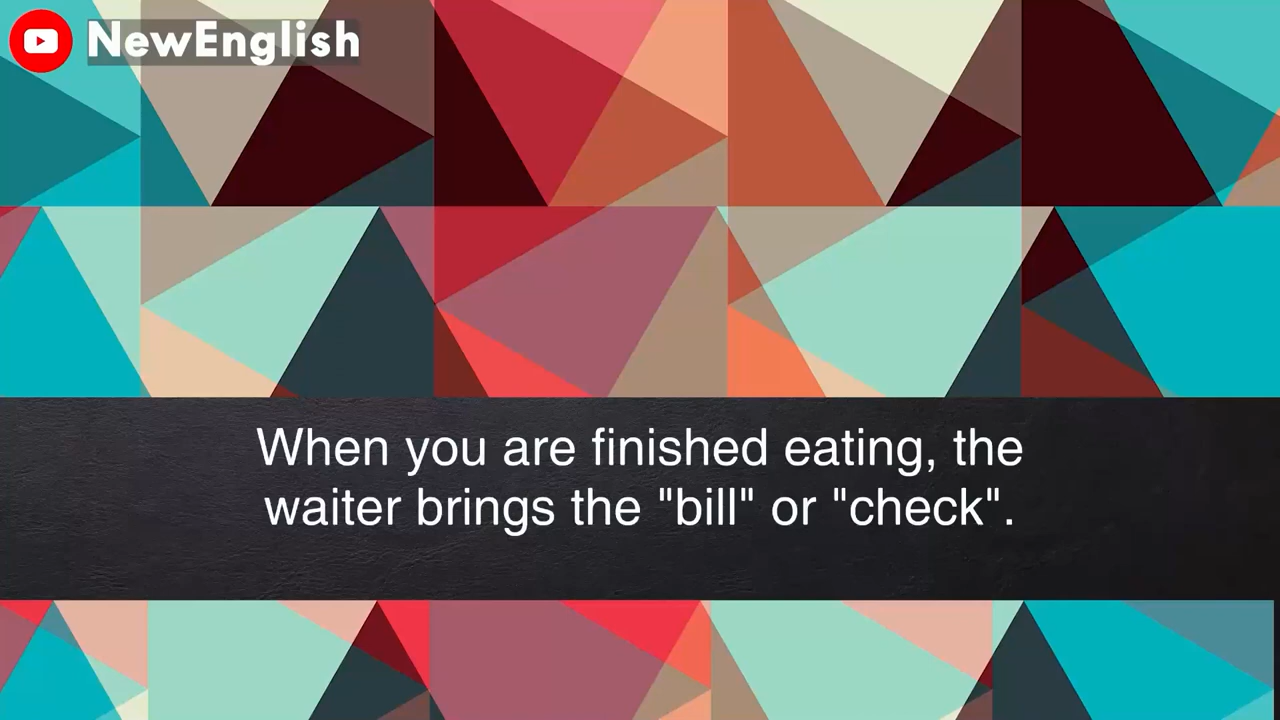 NewEnglish
When you are finished eating, the
waiter brings the "bill" or "check".